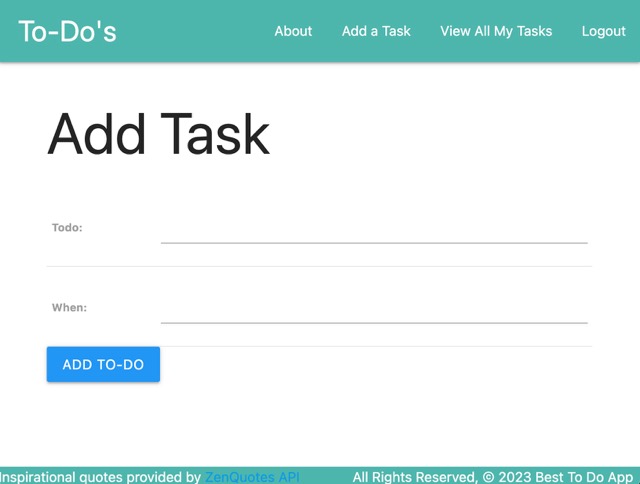 To-Do's
About
Add a Task
View All My Tasks
Logout
Add Task
Todo:
When:
ADD TO-DO
Inspirational quotes provided by ZenQuotes API
All Rights Reserved, © 2023 Best To Do App